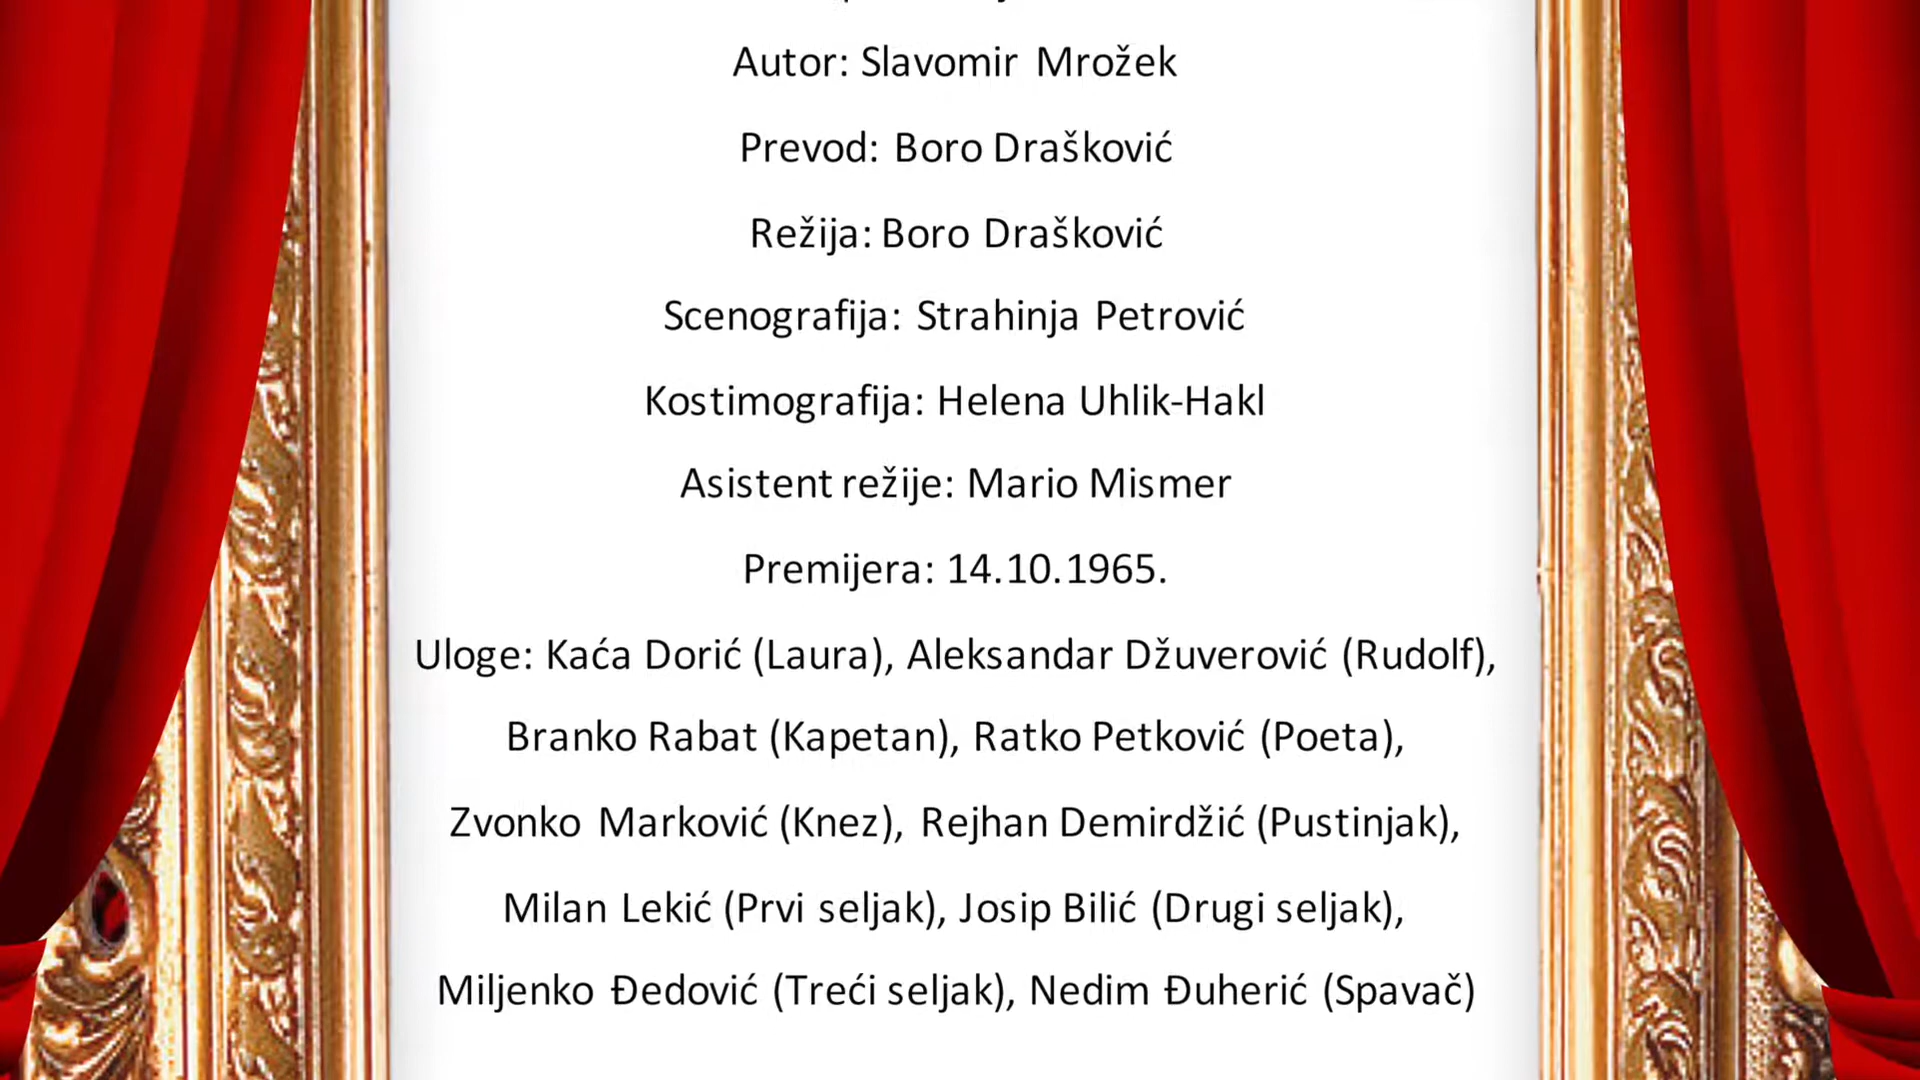 Autor: Slavomir Mrožek
Prevod: Boro Drašković
Režija: Boro Drašković
Scenografija: Strahinja Petrović
Kostimografija: Helena Uhlik-Hakl
Asistent režije: Mario Mismer
Premijera: 14.10.1965.
Uloge: Kaća Dorić (Laura), Aleksandar Džuverović (Rudolf),
Branko Rabat (Kapetan), Ratko Petković (Poeta),
Zvonko Marković (Knez), Rejhan Demirdžić (Pustinjak),
Milan Lekić (Prvi seljak), Josip Bilić (Drugi seljak),
Miljenko Đedović (Treći seljak), Nedim Đuherić (Spavač)